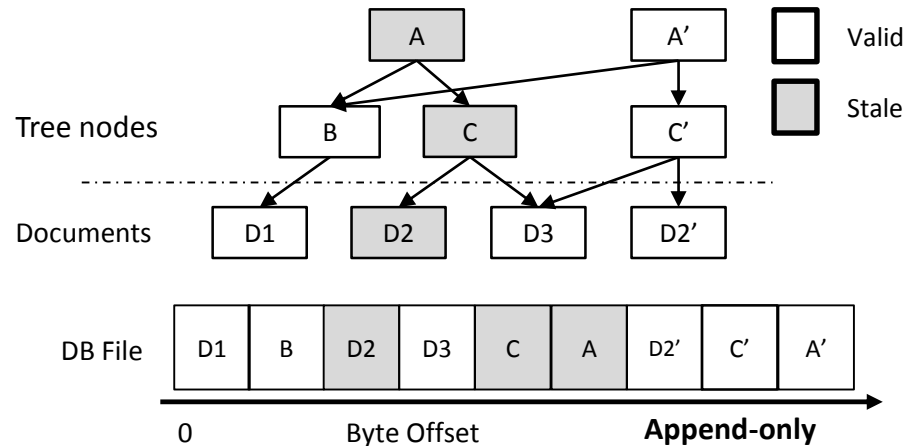 A A’ Valid
Tree nodes B C C’ Stale
Documents D1 D2 D3 D2’
DB File D1 B D2 D3 C A D2’ C’ A’
0 Byte Offset Append-only